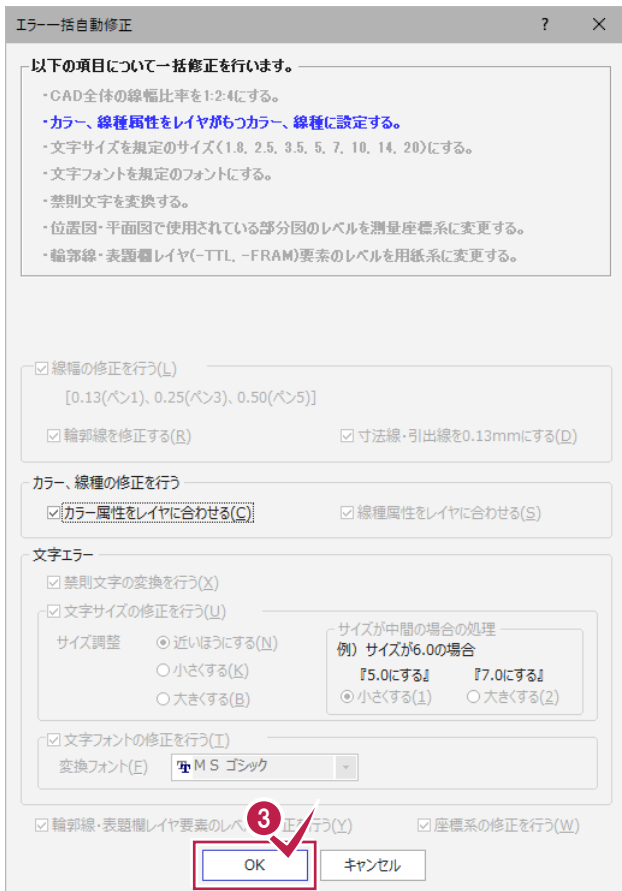 エラー一括自動修正
?
×
以下の項目について一括修正を行います。
・CAD全体の線幅比率を1:2:4にする。
・カラー、線種属性をレイヤがもつカラー、線種に設定する。
・文字サイズを規定のサイズ(1.8, 2.5, 3.5, 5, 7, 10, 14, 20)にする。
・文字フォントを規定のフォントにする。
・禁則文字を変換する。
・位置図・平面図で使用されている部分図のレベルを測量座標系に変更する。
・輪郭線・表題欄レイヤ(-TTL, -FRAM)要素のレベルを用紙系に変更する。
線幅の修正を行う(L)
[0.13(ペン1)、0.25(ペン3)、0.50(ペン5)]
輪郭線を修正する(R) 寸法線・引出線を0.13mmにする(D)
カラー、線種の修正を行う
カラー属性をレイヤに合わせる(C) 線種属性をレイヤに合わせる(S)
文字エラー
禁則文字の変換を行う(X)
文字サイズの修正を行う(U)
サイズが中間の場合の処理
サイズ調整 近いほうにする(N) 例) サイズが6.0の場合
小さくする(K) 『5.0にする』 『7.0にする』
大きくする(B) 小さくする(1) 大きくする(2)
文字フォントの修正を行う(T)
変換フォント(F) MS ゴシック
輪郭線・表題欄レイヤ要素のレベ 正を行う(Y) 座標系の修正を行う(W)
3
OK キャンセル